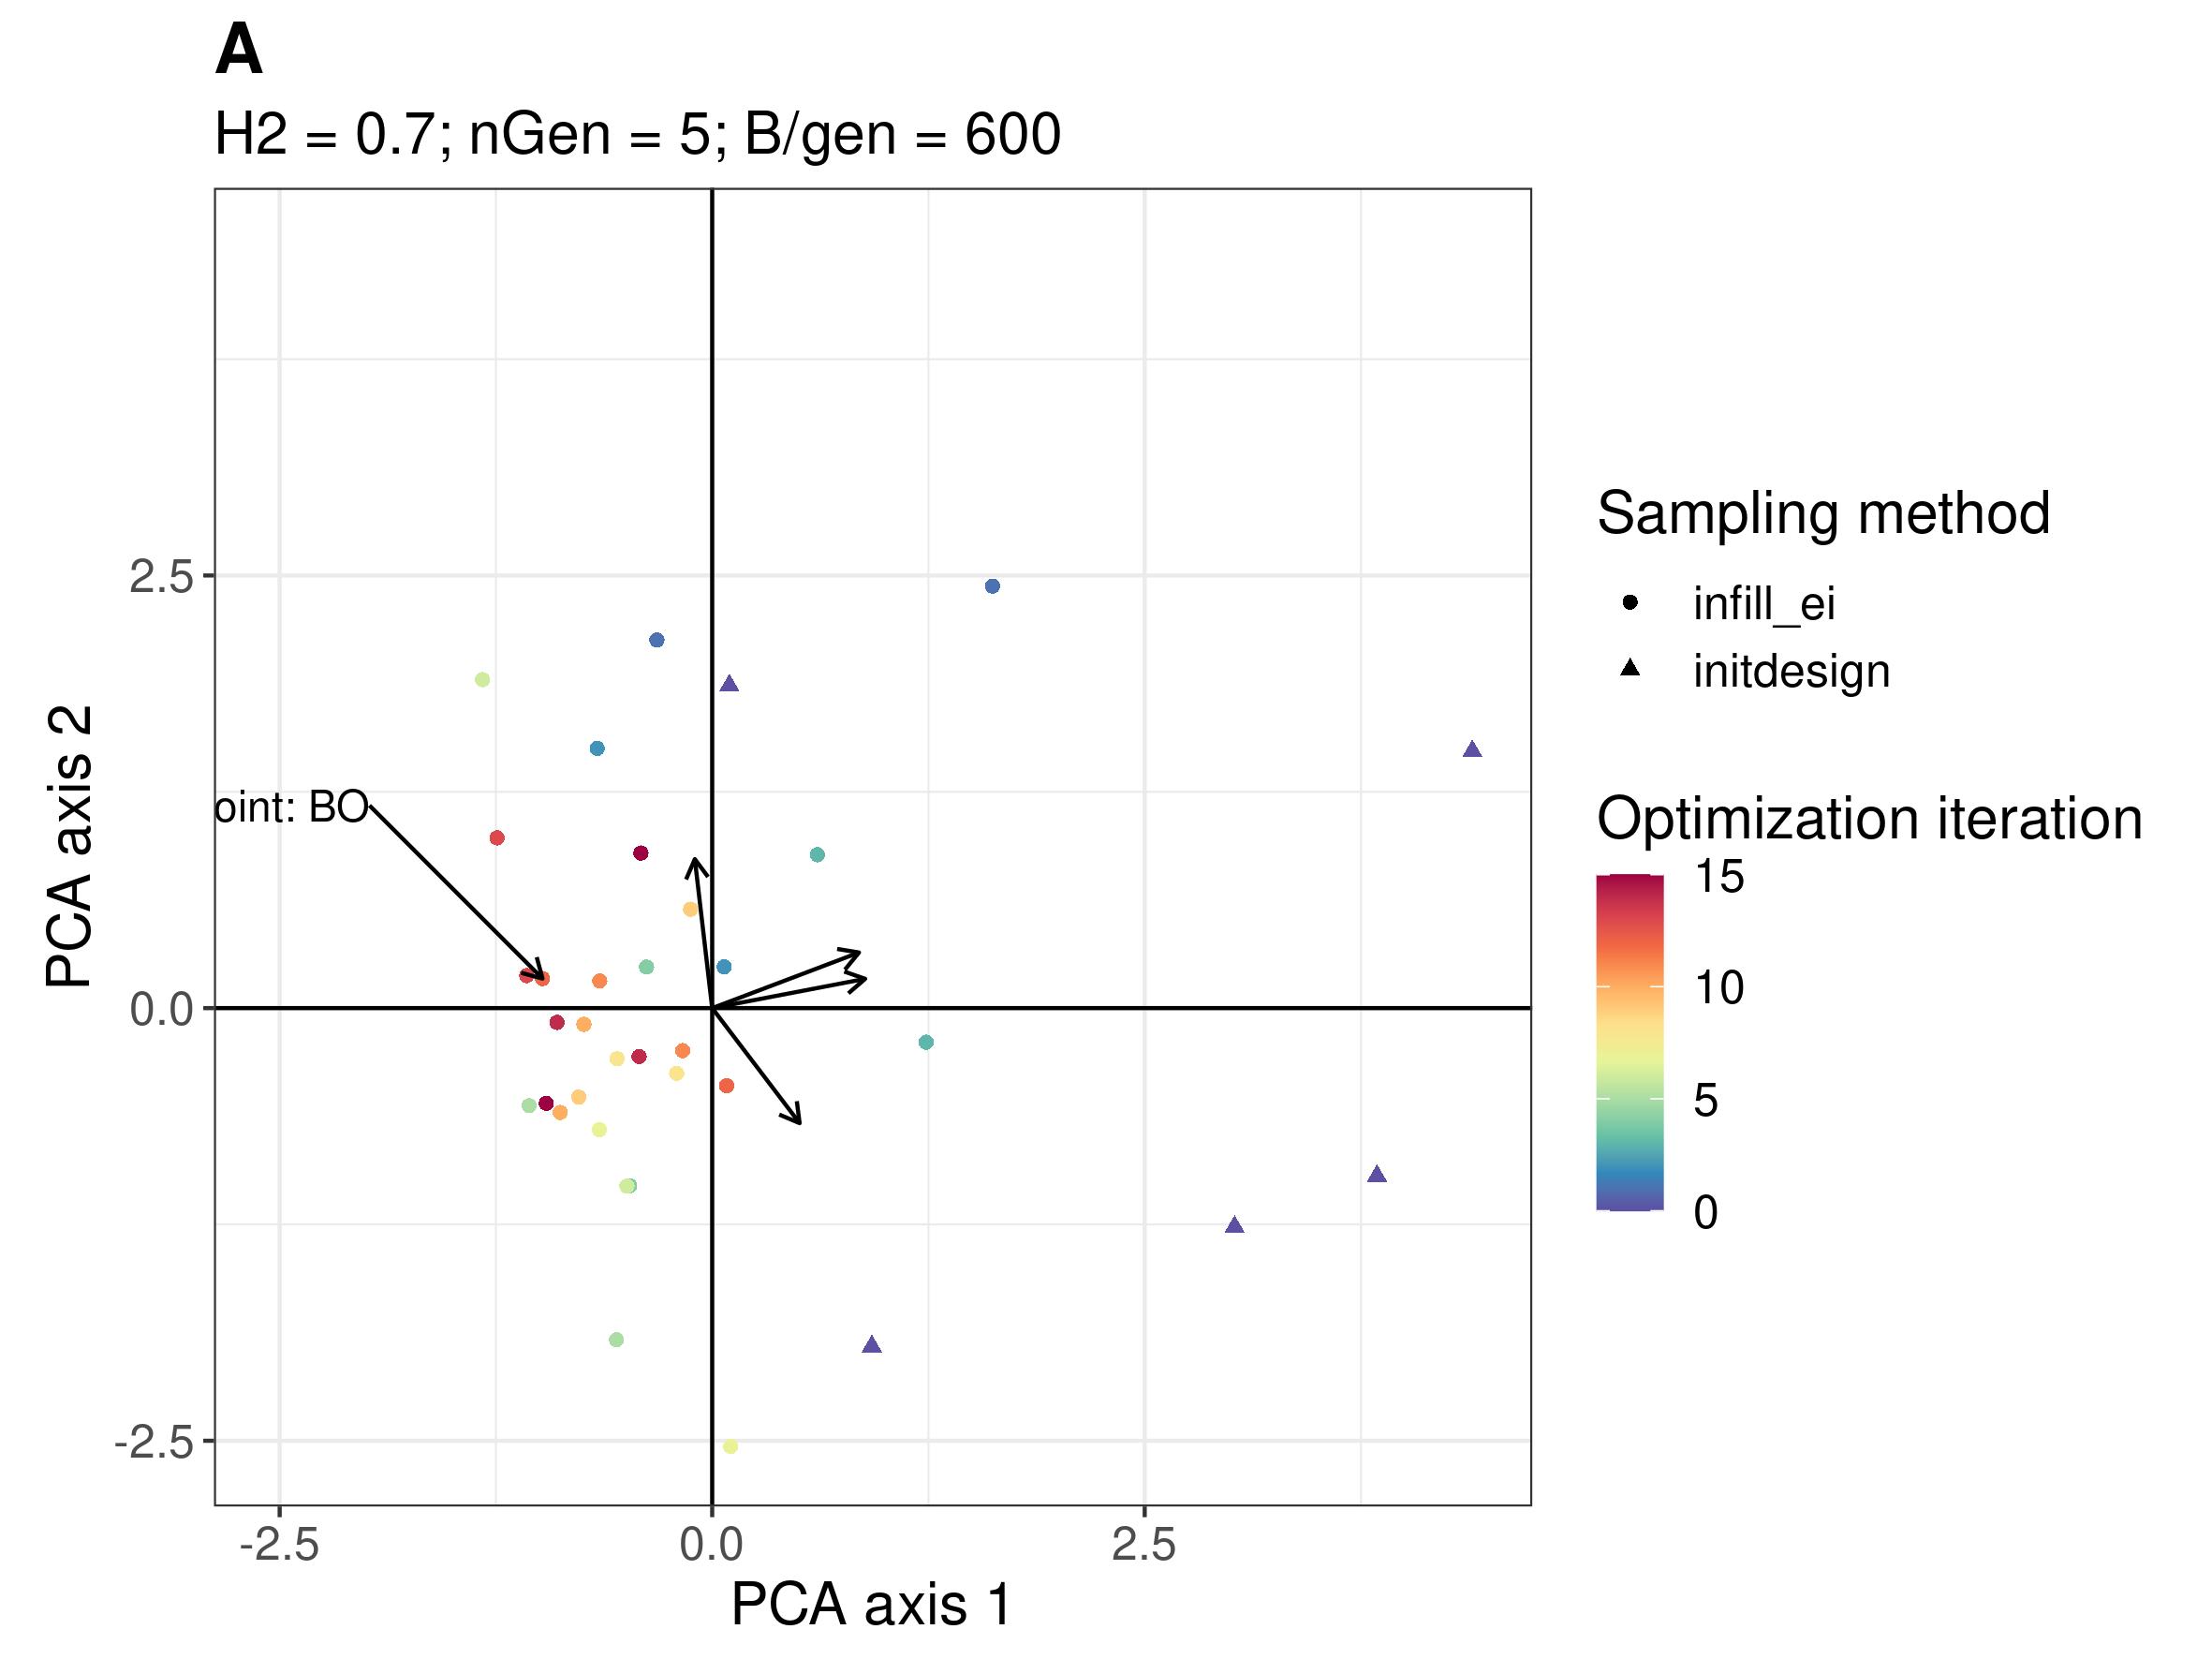 A
H2 = 0.7; nGen = 5; B/gen = 600
PCA axis 2
2.5
0.0
-2.5
oint: BO
-2.5
0.0
2.5
PCA axis 1
Sampling method
infill_ei
initdesign
Optimization iteration
15
10
5
0